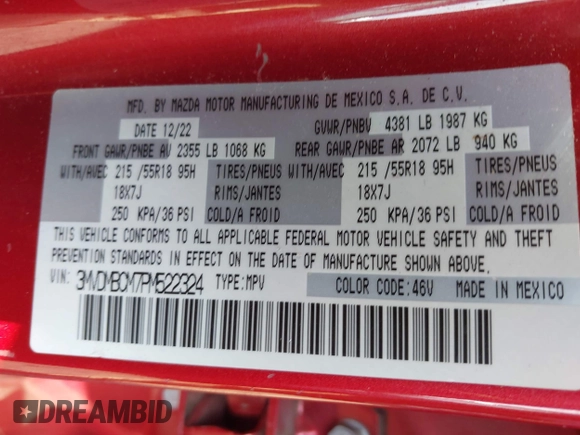 MFD. BY MAZDA MOTOR MANUFACTURING DE MEXICO S.A. DE C.V.
DATE 12/22 GVWR/PNBV 4381 LB 1987 KG
FRONT GAWR/PNBE AV 2355 LB 1068 KG REAR GAWR/PNBE AR 2072 LB 940 KG
WITH/AVEC 215 /55R18 95H TIRES/PNEUS WITH/AVEC 215 /55R18 95H TIRES/PNEUS
18X7J RIMS/JANTES 18X7J RIMS/JANTES
250 KPA/36 PSI COLD/A FROID 250 KPA/36 PSI COLD/A FROID
THIS VEHICLE CONFORMS TO ALL APPLICABLE FEDERAL MOTOR VEHICLE SAFETY AND THEFT
PREVENTION STANDARDS IN EFFECT ON THE DATE OF MANUFACTURE SHOWN ABOVE.
VIN: 3MVDMBCM7PM522324 TYPE:MPV COLOR CODE:46V MADE IN MEXICO
DREAMBID